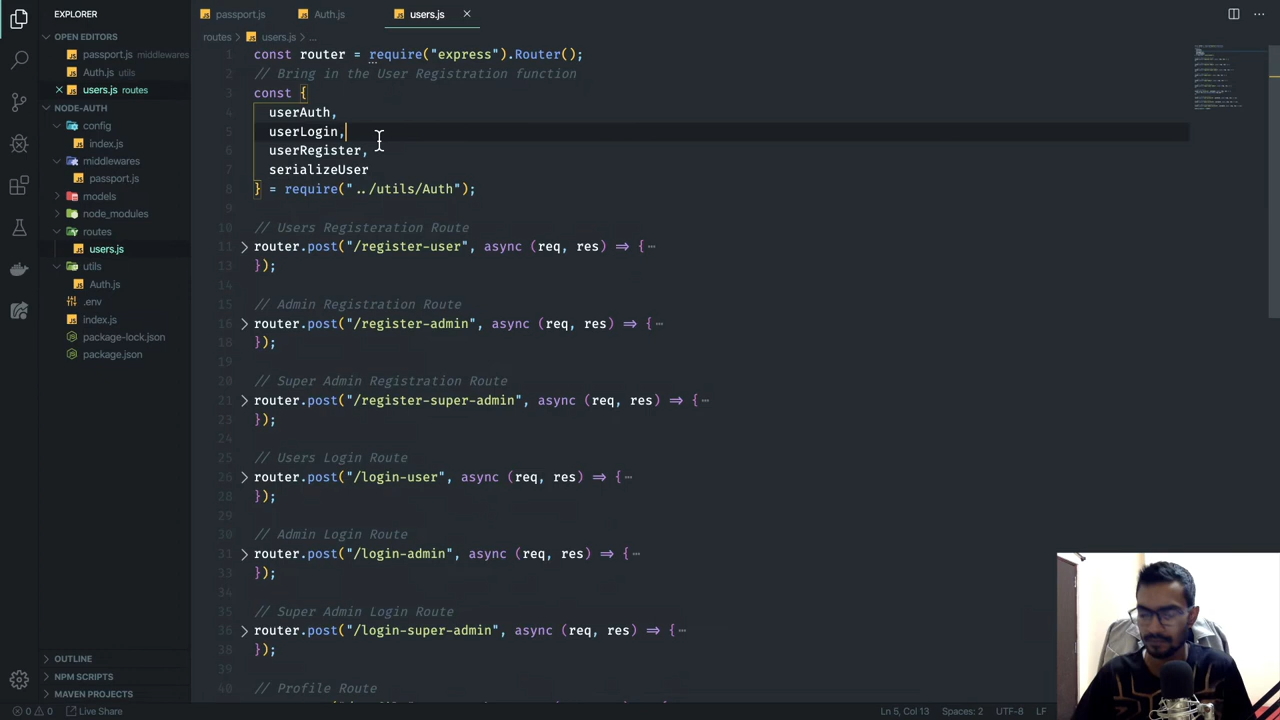 EXPLORER
OPEN EDITORS
passport.js middlewares
Auth.js utils
users.js routes
NODE-AUTH
config
index.js
middlewares
passport.js
models
node_modules
routes
users.js
utils
Auth.js
.env
index.js
package-lock.json
package.json
OUTLINE
NPM SCRIPTS
MAVEN PROJECTS
passport.js
Auth.js
users.js
routes > users.js > ...
1 const router = require("express").Router();
2 // Bring in the User Registration function
3 const {
4 userAuth,
5 userLogin,
6 userRegister,
7 serializeUser
8 } = require("../utils/Auth");
9
10 // Users Registeration Route
11 router.post("/register-user", async (req, res) => {
13 });
14
15 // Admin Registration Route
16 router.post("/register-admin", async (req, res) => {
18 });
19
20 // Super Admin Registration Route
21 router.post("/register-super-admin", async (req, res) => {
23 });
24
25 // Users Login Route
26 router.post("/login-user", async (req, res) => {
28 });
29
30 // Admin Login Route
31 router.post("/login-admin", async (req, res) => {
33 });
34
35 // Super Admin Login Route
36 router.post("/login-super-admin", async (req, res) => {
38 });
39
40 // Profile Route
0 0 Live Share
Ln 5, Col 13 Spaces: 2 UTF-8 LF